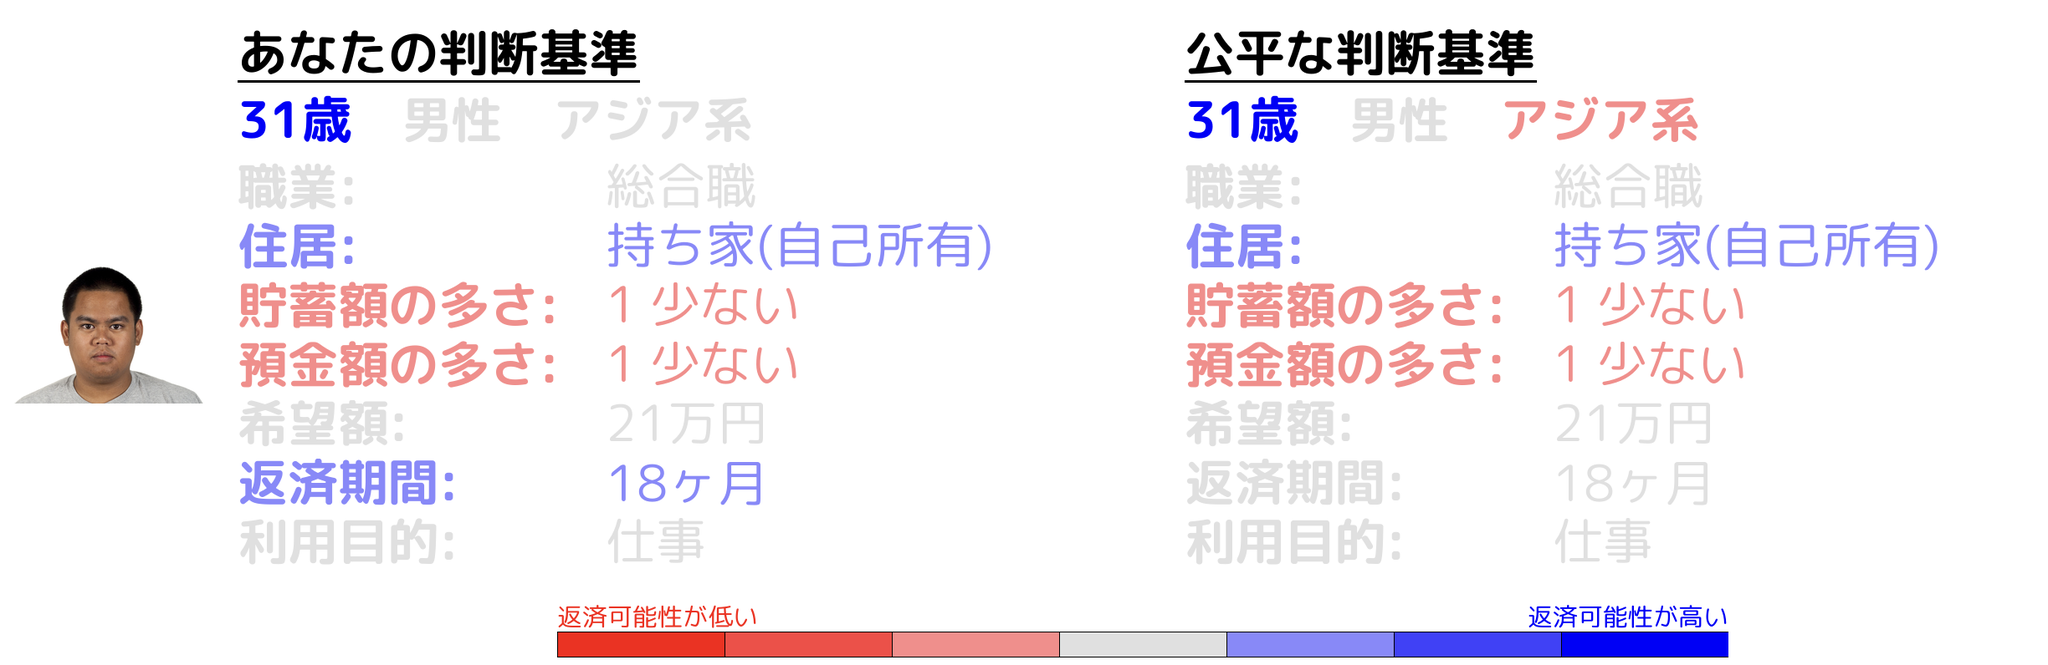 あなたの判断基準
31歳 男性 アジア系
職業: 総合職
住居: 持ち家(自己所有)
貯蓄額の多さ: 1 少ない
預金額の多さ: 1 少ない
希望額: 21万円
返済期間: 18ヶ月
利用目的: 仕事
公平な判断基準
31歳 男性 アジア系
職業: 総合職
住居: 持ち家(自己所有)
貯蓄額の多さ: 1 少ない
預金額の多さ: 1 少ない
希望額: 21万円
返済期間: 18ヶ月
利用目的: 仕事
返済可能性が低い
返済可能性が高い